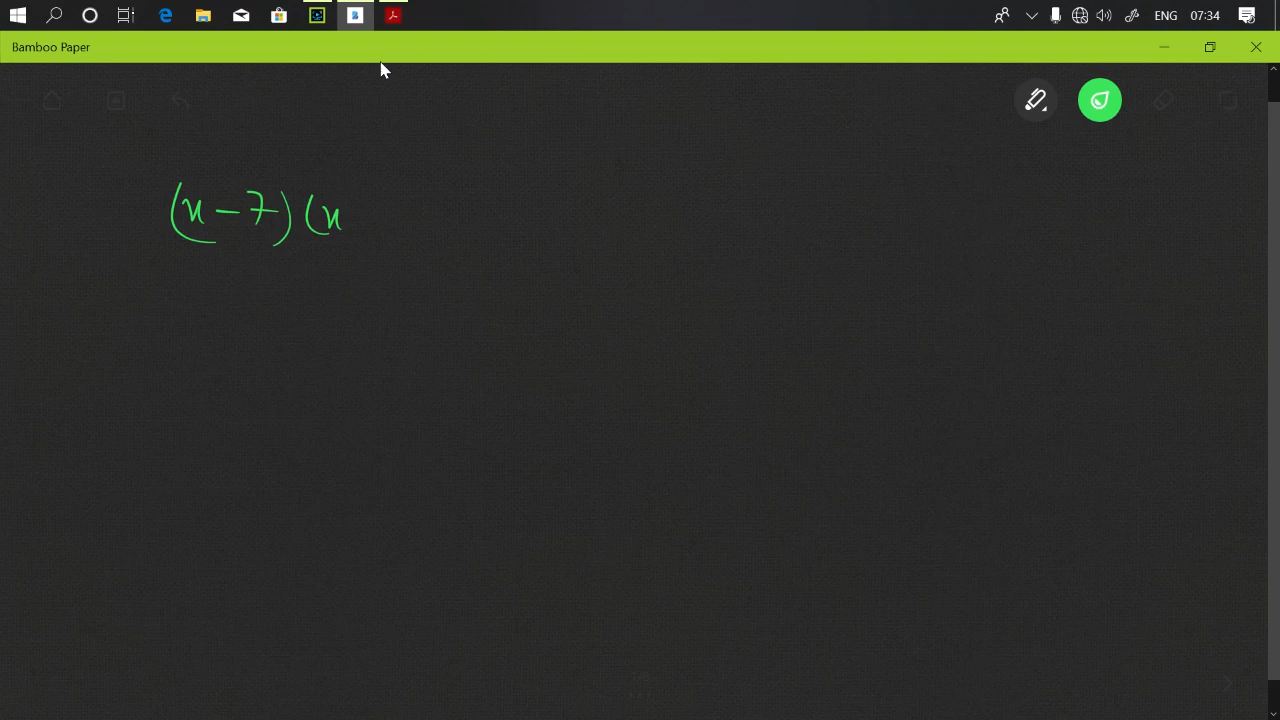 ENG 07:34
Bamboo Paper
(x – 7) (x